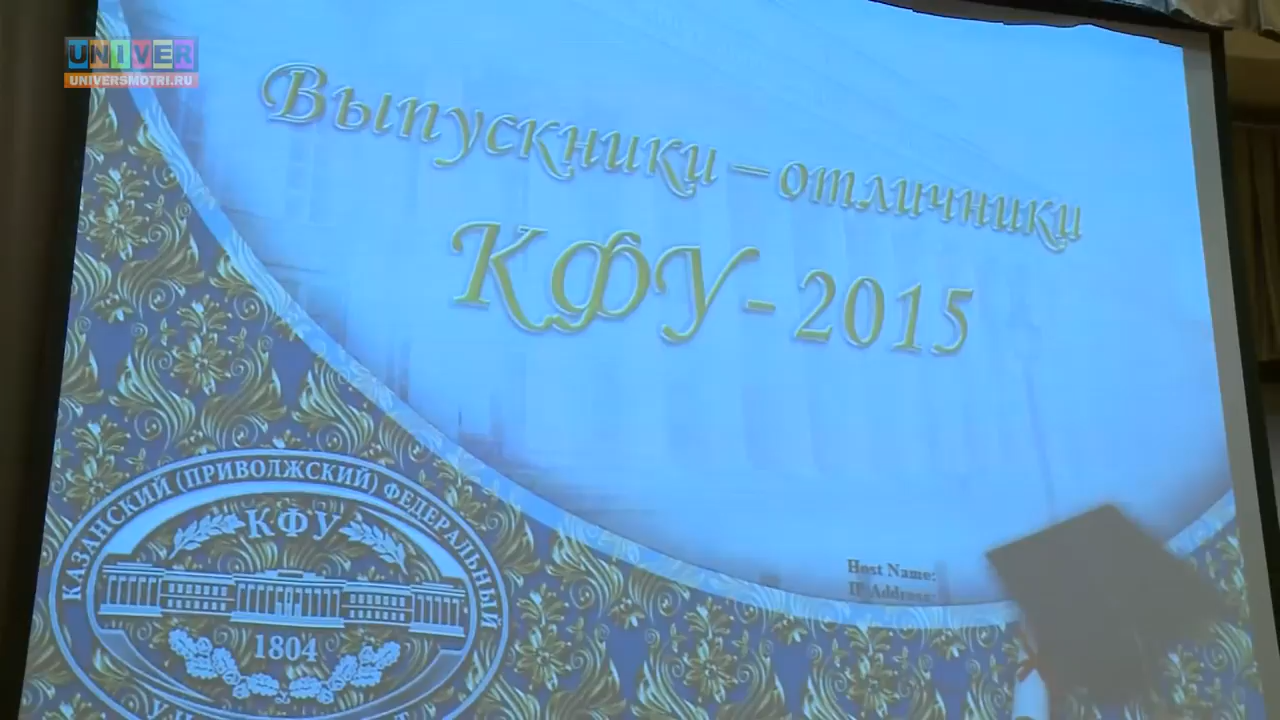 UNIVER
UNIVERSMOTRI.RU
Выпускники – отличники
КФУ - 2015
КАЗАНСКИЙ (ПРИВОЛЖСКИЙ) ФЕДЕРАЛЬНЫЙ
КФУ
1804
Host Name:
IP Address: